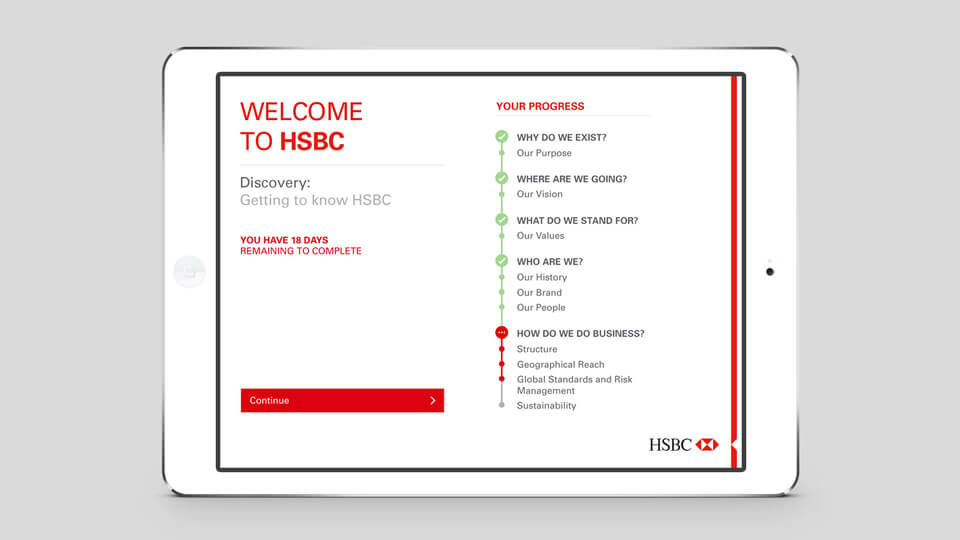 WELCOME
TO HSBC
Discovery:
Getting to know HSBC
YOU HAVE 18 DAYS
REMAINING TO COMPLETE
Continue
YOUR PROGRESS
WHY DO WE EXIST?
Our Purpose
WHERE ARE WE GOING?
Our Vision
WHAT DO WE STAND FOR?
Our Values
WHO ARE WE?
Our History
Our Brand
Our People
HOW DO WE DO BUSINESS?
Structure
Geographical Reach
Global Standards and Risk
Management
Sustainability
HSBC